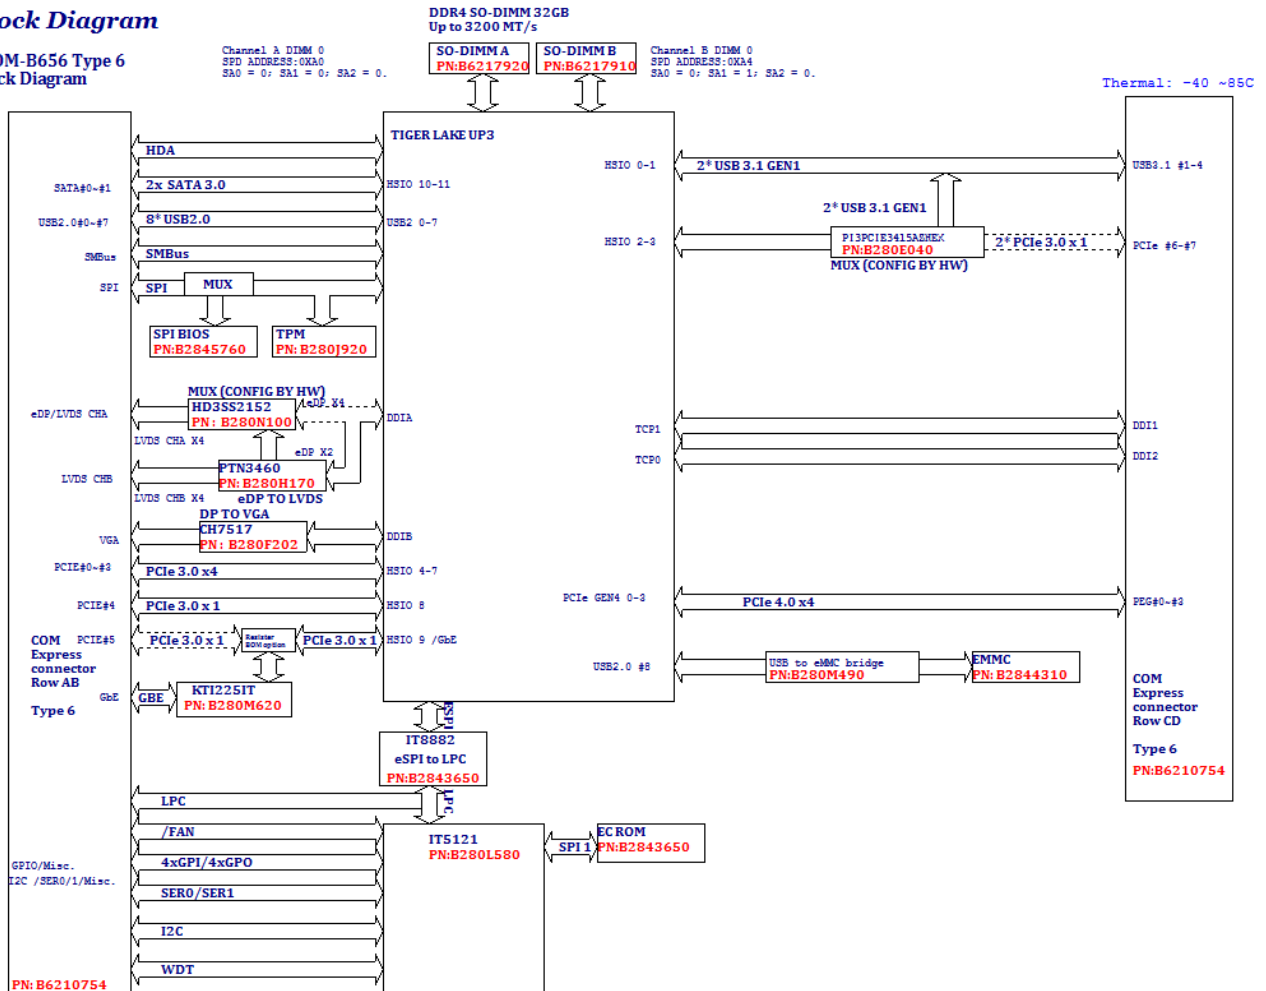 ock Diagram
OM-B656 Type 6
ck Diagram
DDR4 SO-DIMM 32GB
Up to 3200 MT/s
Channel A DIMM 0
SPD ADDRESS:0XA0
SA0 = 0; SA1 = 0; SA2 = 0.
SO-DIMM A
PN:B6217920
SO-DIMM B
PN:B6217910
Channel B DIMM 0
SPD ADDRESS:0XA4
SA0 = 0; SA1 = 1; SA2 = 0.
Thermal: -40 ~85C
TIGER LAKE UP3
HDA
SATA#0~#1
2x SATA 3.0
HSIO 10-11
USB2.0#0~#7
8* USB2.0
USB2 0-7
SMBus
SMBus
SPI
SPI
MUX
SPI BIOS
PN:B2845760
TPM
PN: B280J920
HSIO 0-1
2* USB 3.1 GEN1
USB3.1 #1-4
2* USB 3.1 GEN1
HSIO 2-3
PI3PCIE3415AZHEX
PN:B280E040
MUX (CONFIG BY HW)
2* PCIe 3.0 x 1
PCIe #6-#7
MUX (CONFIG BY HW)
HD3SS2152
PN: B280N100
eDP X4
eDP/LVDS CHA
DDIA
LVDS CHA X4
eDP X2
PTN3460
PN: B280H170
LVDS CHB
LVDS CHB X4
eDP TO LVDS
TCP1
DDI1
TCP0
DDI2
DP TO VGA
CH7517
PN: B280F202
VGA
DDIB
PCIE#0~#3
PCIe 3.0 x4
HSIO 4-7
PCIE#4
PCIe 3.0 x 1
HSIO 8
PCIE#5
PCIe 3.0 x 1
Resister
BOM option
PCIe 3.0 x 1
HSIO 9 /GbE
PCIe GEN4 0-3
PCIe 4.0 x4
PEG#0~#3
COM
Express
connector
Row AB
Type 6
GbE
GBE
KTI225IT
PN: B280M620
USB2.0 #8
USB to eMMC bridge
PN:B280M490
EMMC
PN: B2844310
COM
Express
connector
Row CD
Type 6
PN:B6210754
ESPI
IT8882
eSPI to LPC
PN:B2843650
LPC
LPC
/FAN
IT5121
PN:B280L580
SPI 1
EC ROM
PN:B2843650
GPIO/Misc.
I2C /SER0/1/Misc.
4xGPI/4xGPO
SER0/SER1
I2C
WDT
PN: B6210754